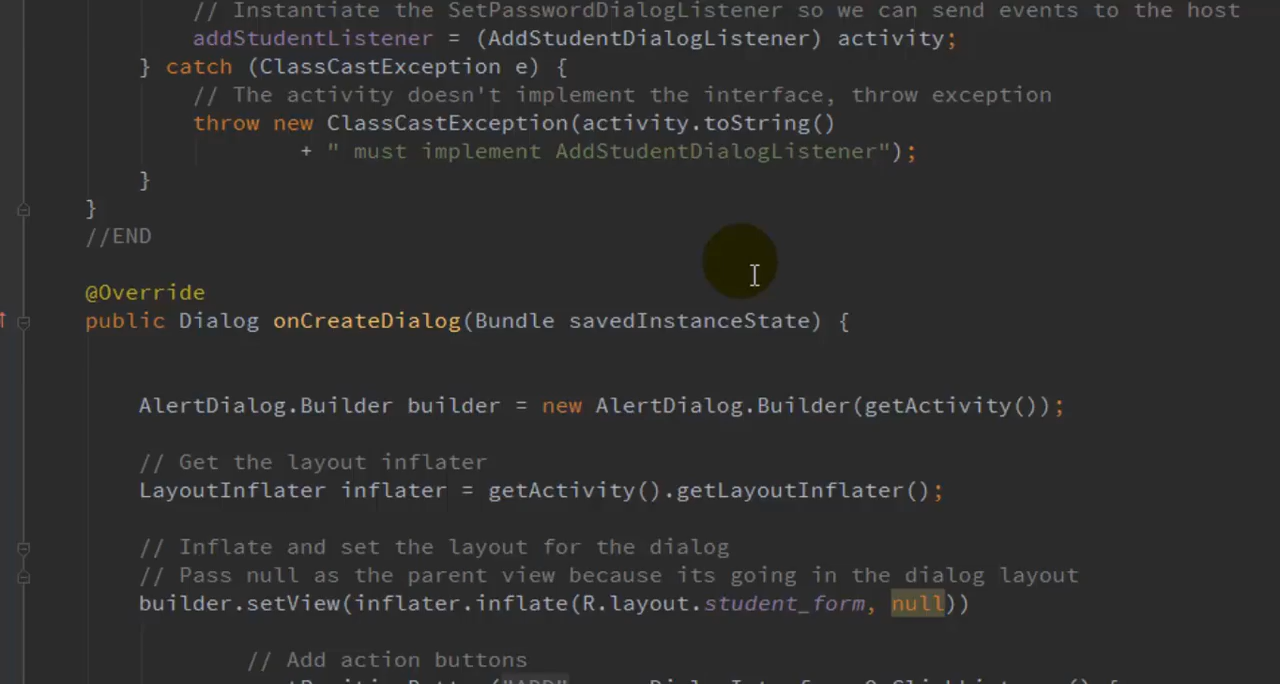 // Instantiate the SetPasswordDialogListener so we can send events to the host
addStudentListener = (AddStudentDialogListener) activity;
} catch (ClassCastException e) {
// The activity doesn't implement the interface, throw exception
throw new ClassCastException(activity.toString()
+ " must implement AddStudentDialogListener");
}
}
//END
@Override
public Dialog onCreateDialog(Bundle savedInstanceState) {
AlertDialog.Builder builder = new AlertDialog.Builder(getActivity());
// Get the layout inflater
LayoutInflater inflater = getActivity().getLayoutInflater();
// Inflate and set the layout for the dialog
// Pass null as the parent view because its going in the dialog layout
builder.setView(inflater.inflate(R.layout.student_form, null))
// Add action buttons